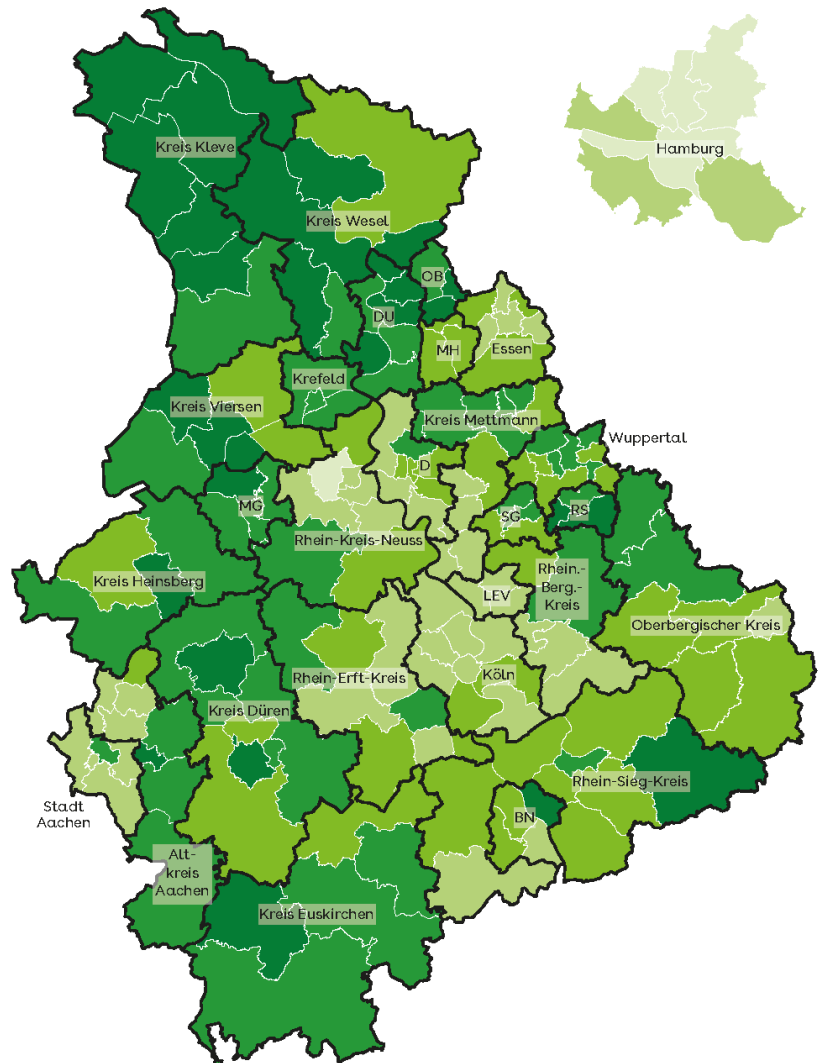 Kreis Kleve
Hamburg
Kreis Wesel
OB
DU
MH
Essen
Krefeld
Kreis Viersen
Kreis Mettmann
Wuppertal
D
MG
SG
RS
Rhein-Kreis-Neuss
Kreis Heinsberg
Rhein.-
Berg.-
Kreis
LEV
Oberbergischer Kreis
Rhein-Erft-Kreis
Köln
Kreis Düren
Rhein-Sieg-Kreis
Stadt
Aachen
BN
Alt-
kreis
Aachen
Kreis Euskirchen